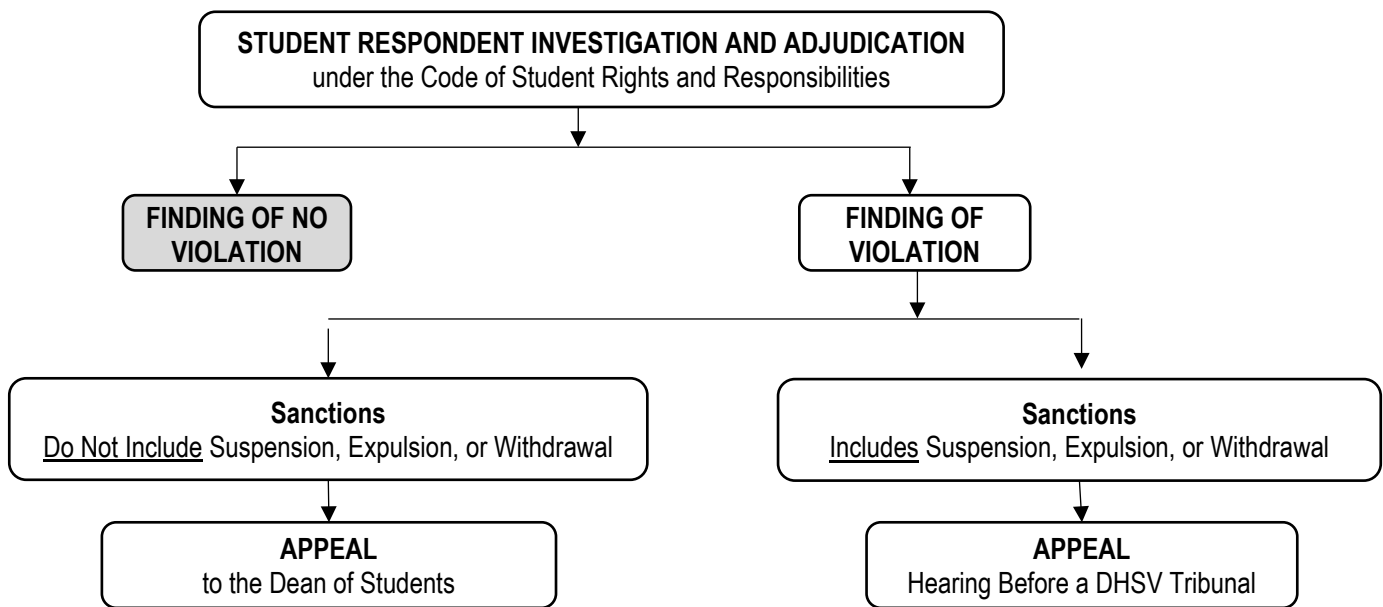 STUDENT RESPONDENT INVESTIGATION AND ADJUDICATION
under the Code of Student Rights and Responsibilities
FINDING OF NO
VIOLATION
FINDING OF
VIOLATION
Sanctions
Do Not Include Suspension, Expulsion, or Withdrawal
Sanctions
Includes Suspension, Expulsion, or Withdrawal
APPEAL
to the Dean of Students
APPEAL
Hearing Before a DHSV Tribunal